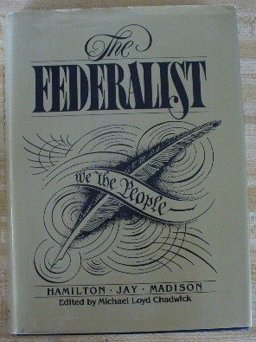 The
FEDERALIST
we the People
HAMILTON · JAY · MADISON
Edited by Michael Loyd Chadwick